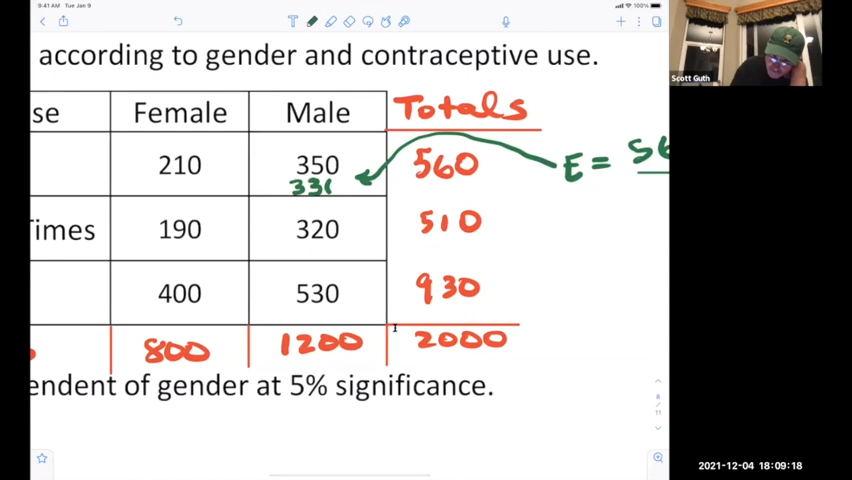 9:41 AM Tue Jan 9
100%
according to gender and contraceptive use.
se Female Male Totals
210 350 560
E = 56
190 320 510
Times
400 530 930
800 1200 2000
endent of gender at 5% significance.
8
/
11
Scott Guth
2021-12-04 18:09:18